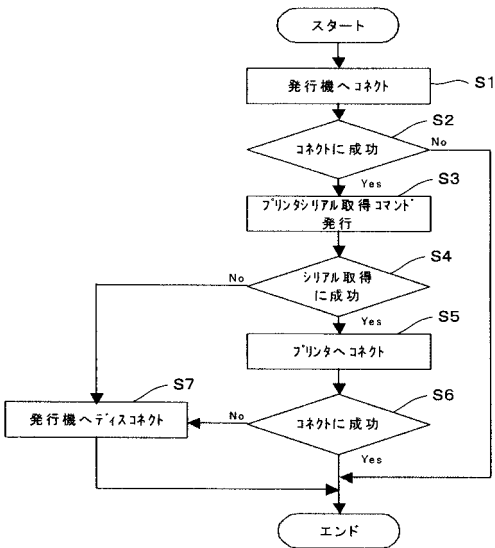 スタート
発行機へコネクト
S1
S2
コネクトに成功
No
Yes
S3
プリンタシリアル取得コマンド
発行
S4
シリアル取得
に成功
No
Yes
S5
プリンタへコネクト
S6
コネクトに成功
No
Yes
S7
発行機へディスコネクト
エンド